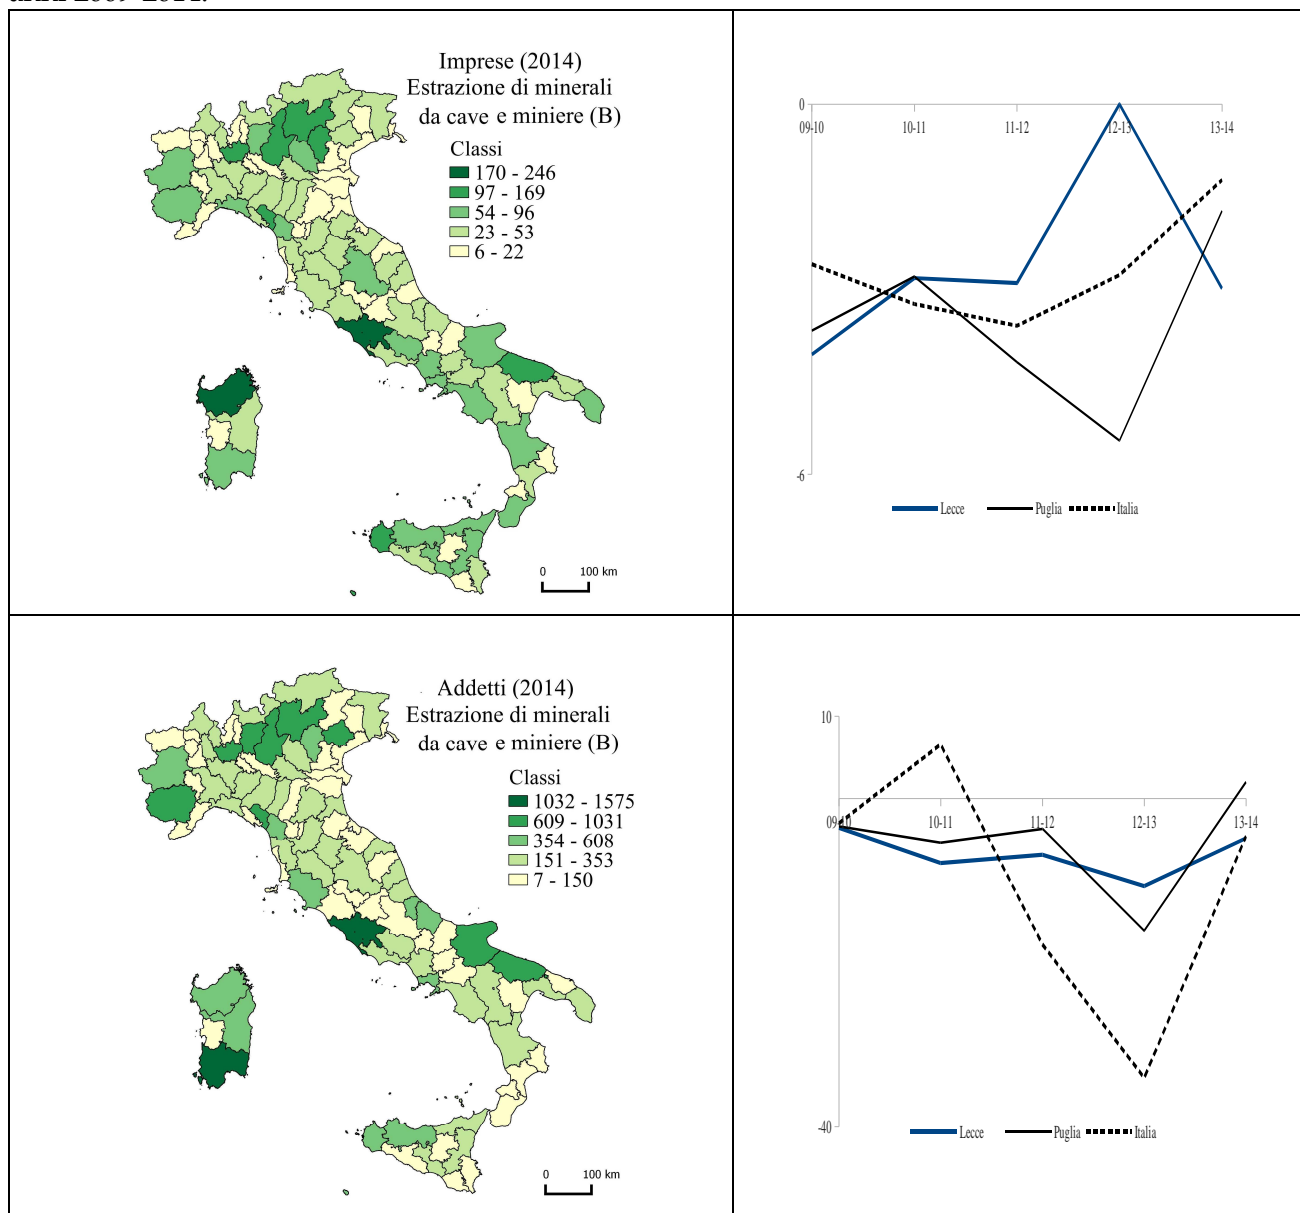 Imprese (2014)
Estrazione di minerali
da cave e miniere (B)
Classi
170 - 246
97 - 169
54 - 96
23 - 53
6 - 22
0 100 km
0
09-10 10-11 11-12 12-13 13-14
-6
Lecce Puglia Italia
Addetti (2014)
Estrazione di minerali
da cave e miniere (B)
Classi
1032 - 1575
609 - 1031
354 - 608
151 - 353
7 - 150
0 100 km
10
09-10 10-11 11-12 12-13 13-14
-40
Lecce Puglia Italia